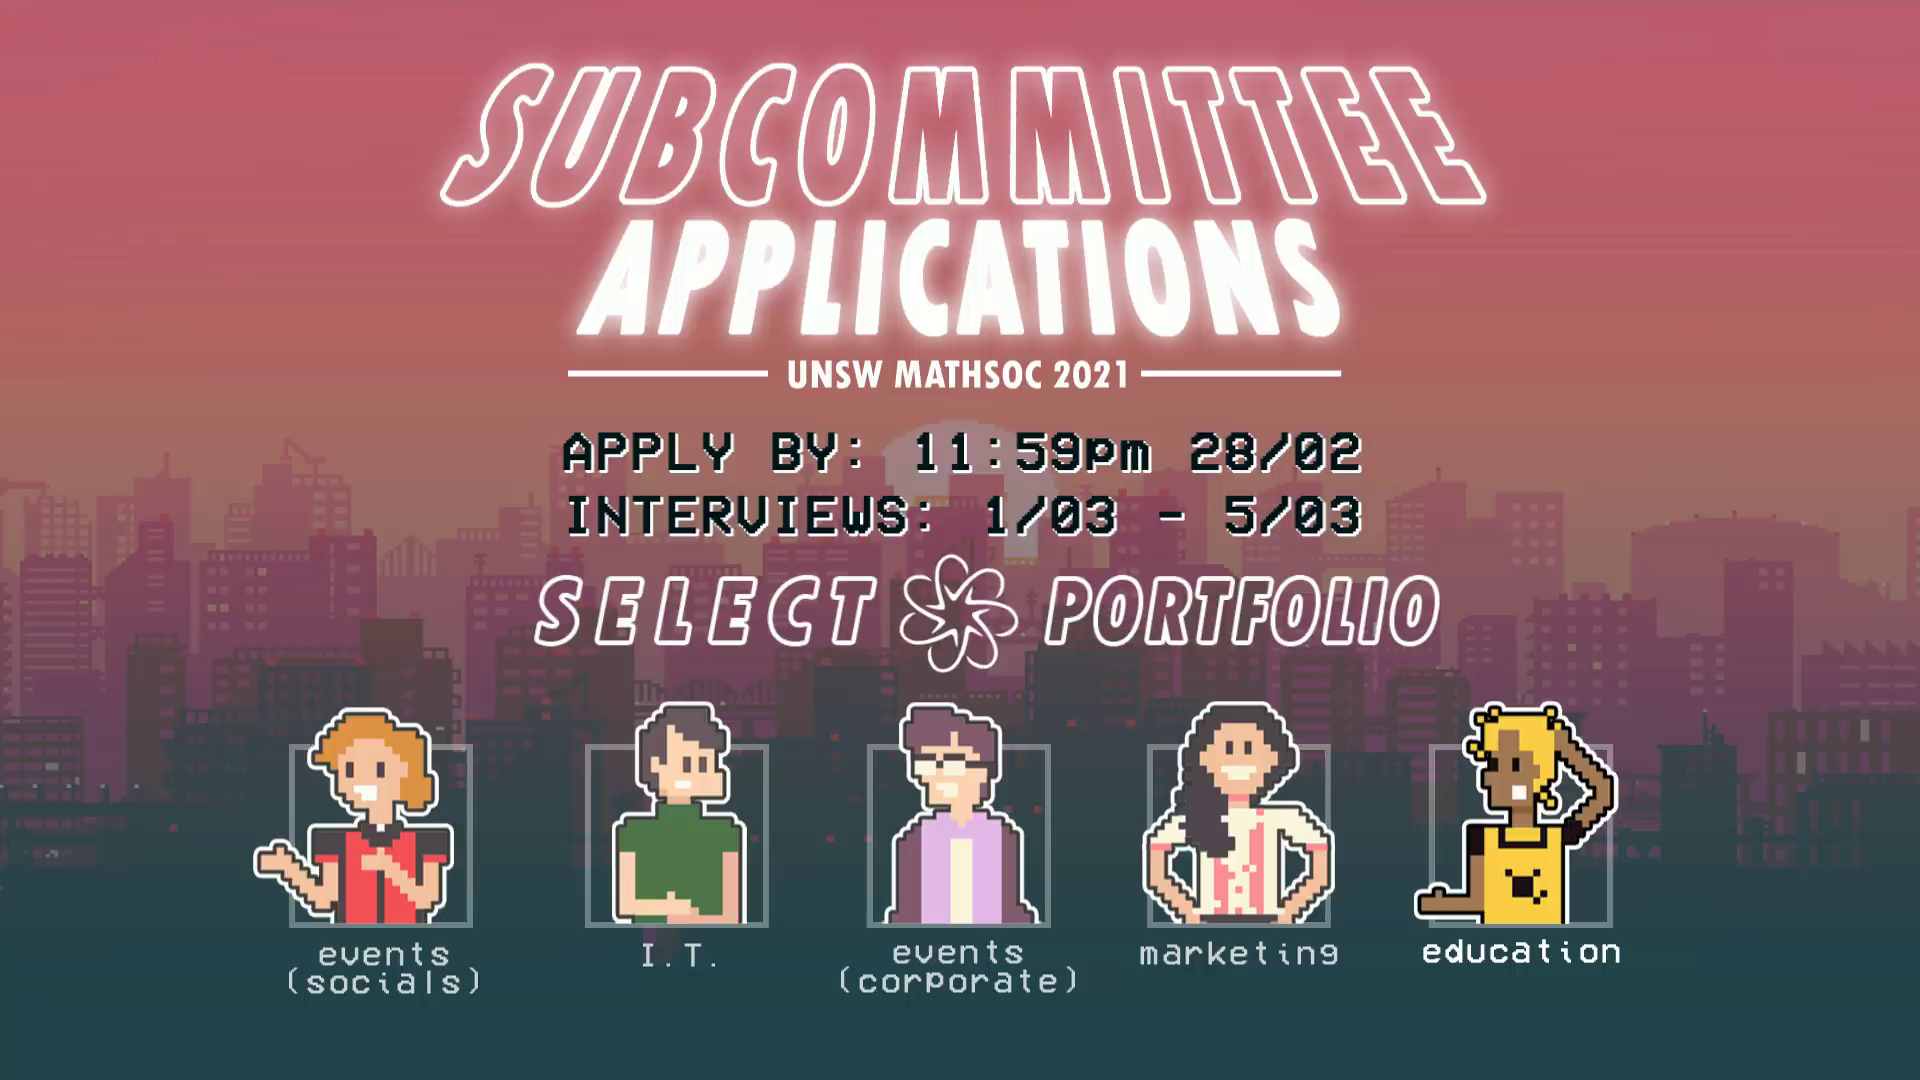 SUBCOMMITTEE
APPLICATIONS
UNSW MATHSOC 2021
APPLY BY: 11:59pm 28/02
INTERVIEWS: 1/03 - 5/03
SELECT PORTFOLIO
events
(socials)
I.T.
events
(corporate)
marketing
education